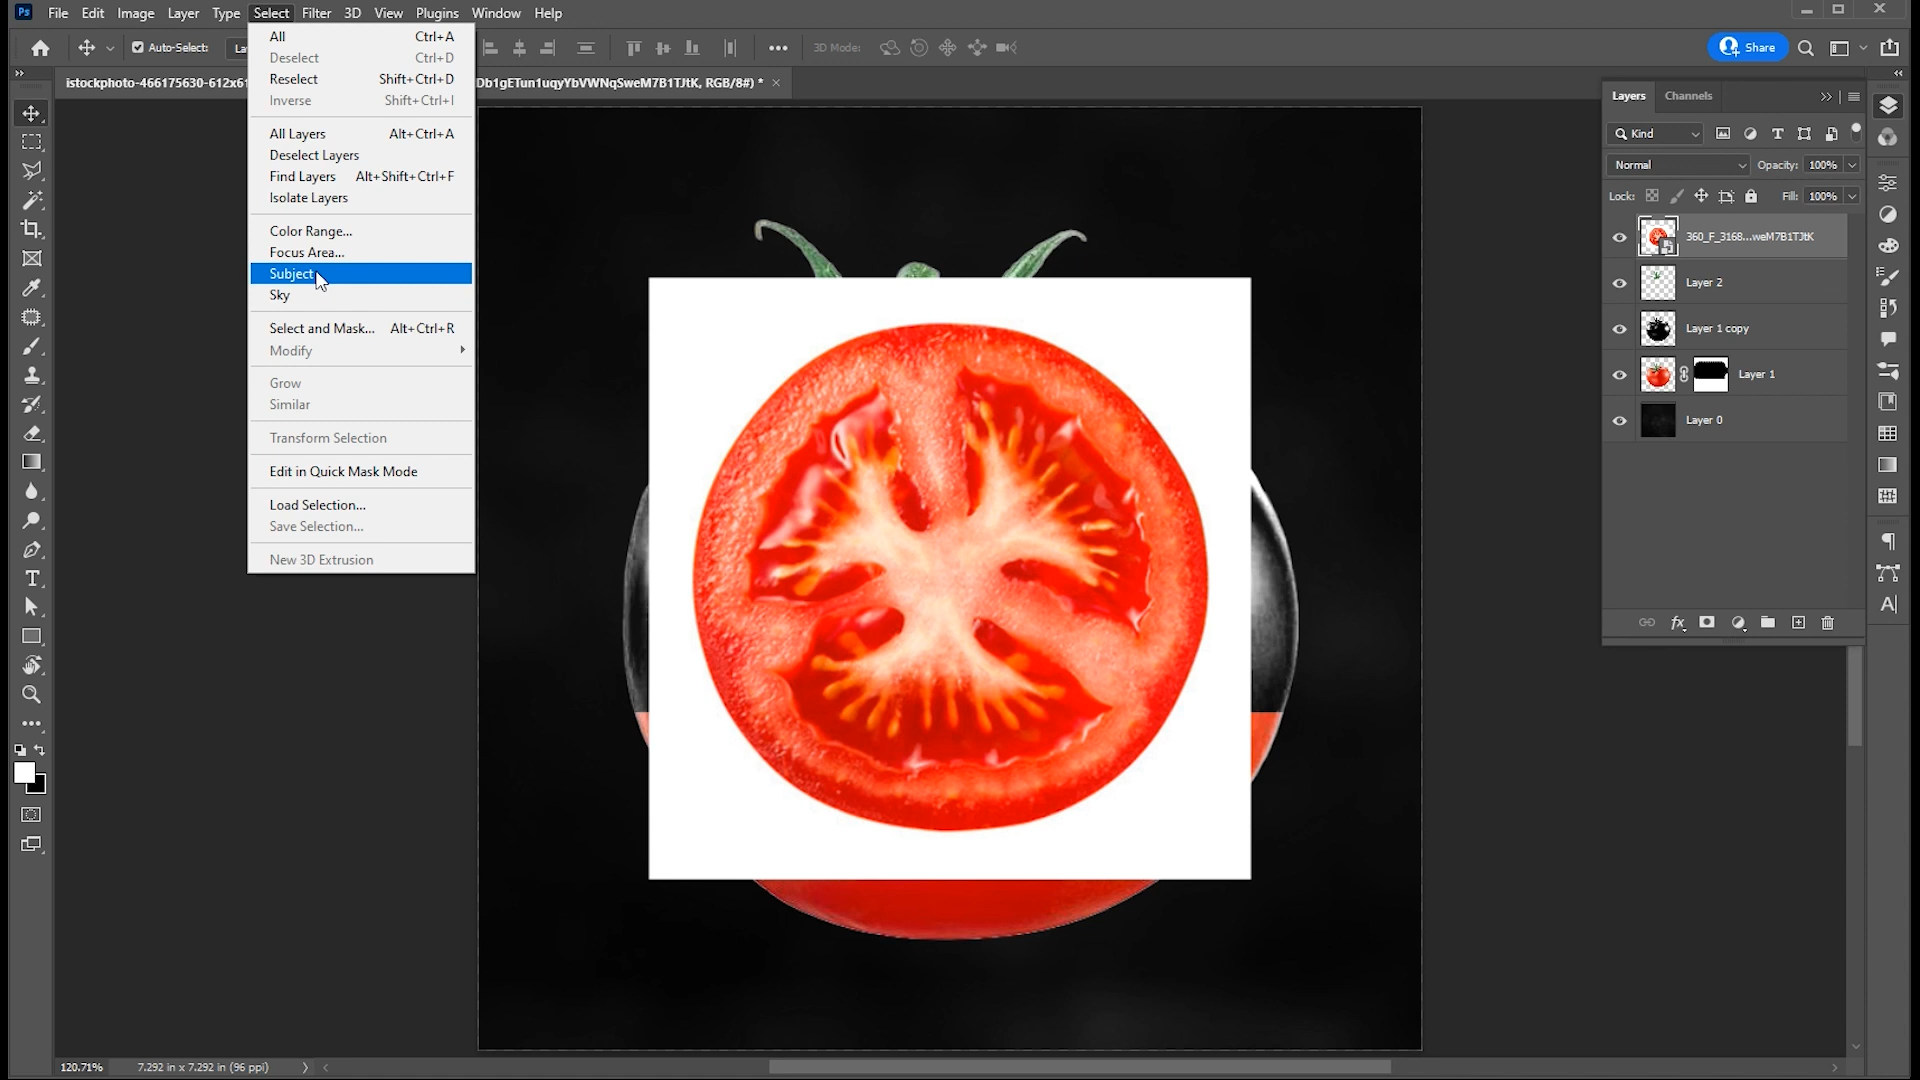 Ps File Edit Image Layer Type Select Filter 3D View Plugins Window Help
Auto-Select: La 3D Mode: Share
istockphoto-466175630-612x61 Db1gETun1uqyYbVWNqSweM7B1TJtK, RGB/8#) *
All Ctrl+A
Deselect Ctrl+D
Reselect Shift+Ctrl+D
Inverse Shift+Ctrl+I
All Layers Alt+Ctrl+A
Deselect Layers
Find Layers Alt+Shift+Ctrl+F
Isolate Layers
Color Range...
Focus Area...
Subject
Sky
Select and Mask... Alt+Ctrl+R
Modify
Grow
Similar
Transform Selection
Edit in Quick Mask Mode
Load Selection...
Save Selection...
New 3D Extrusion
Layers Channels
Kind
Normal Opacity: 100%
Lock: Fill: 100%
360_F_3168...weM7B1TJtK
Layer 2
Layer 1 copy
Layer 1
Layer 0
120.71% 7.292 in x 7.292 in (96 ppi)